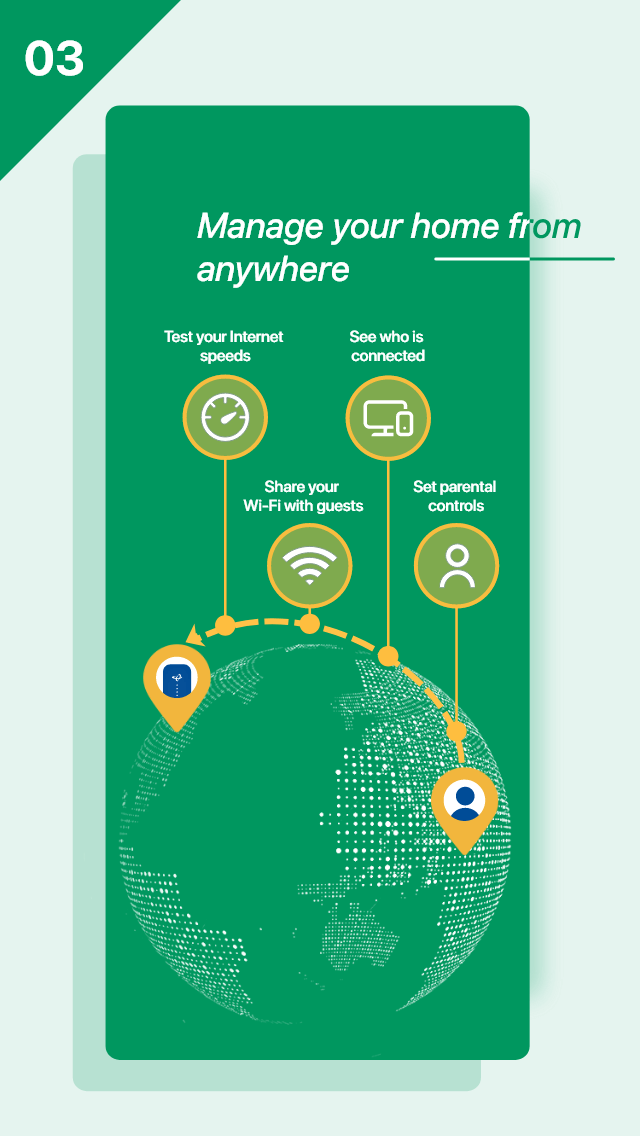 03
Manage your home from
anywhere
Test your Internet
speeds
See who is
connected
Share your
Wi-Fi with guests
Set parental
controls